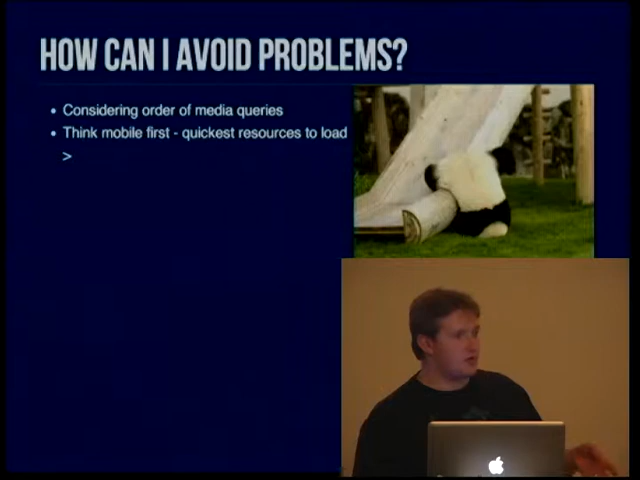 HOW CAN I AVOID PROBLEMS?
• Considering order of media queries
• Think mobile first - quickest resources to load
>